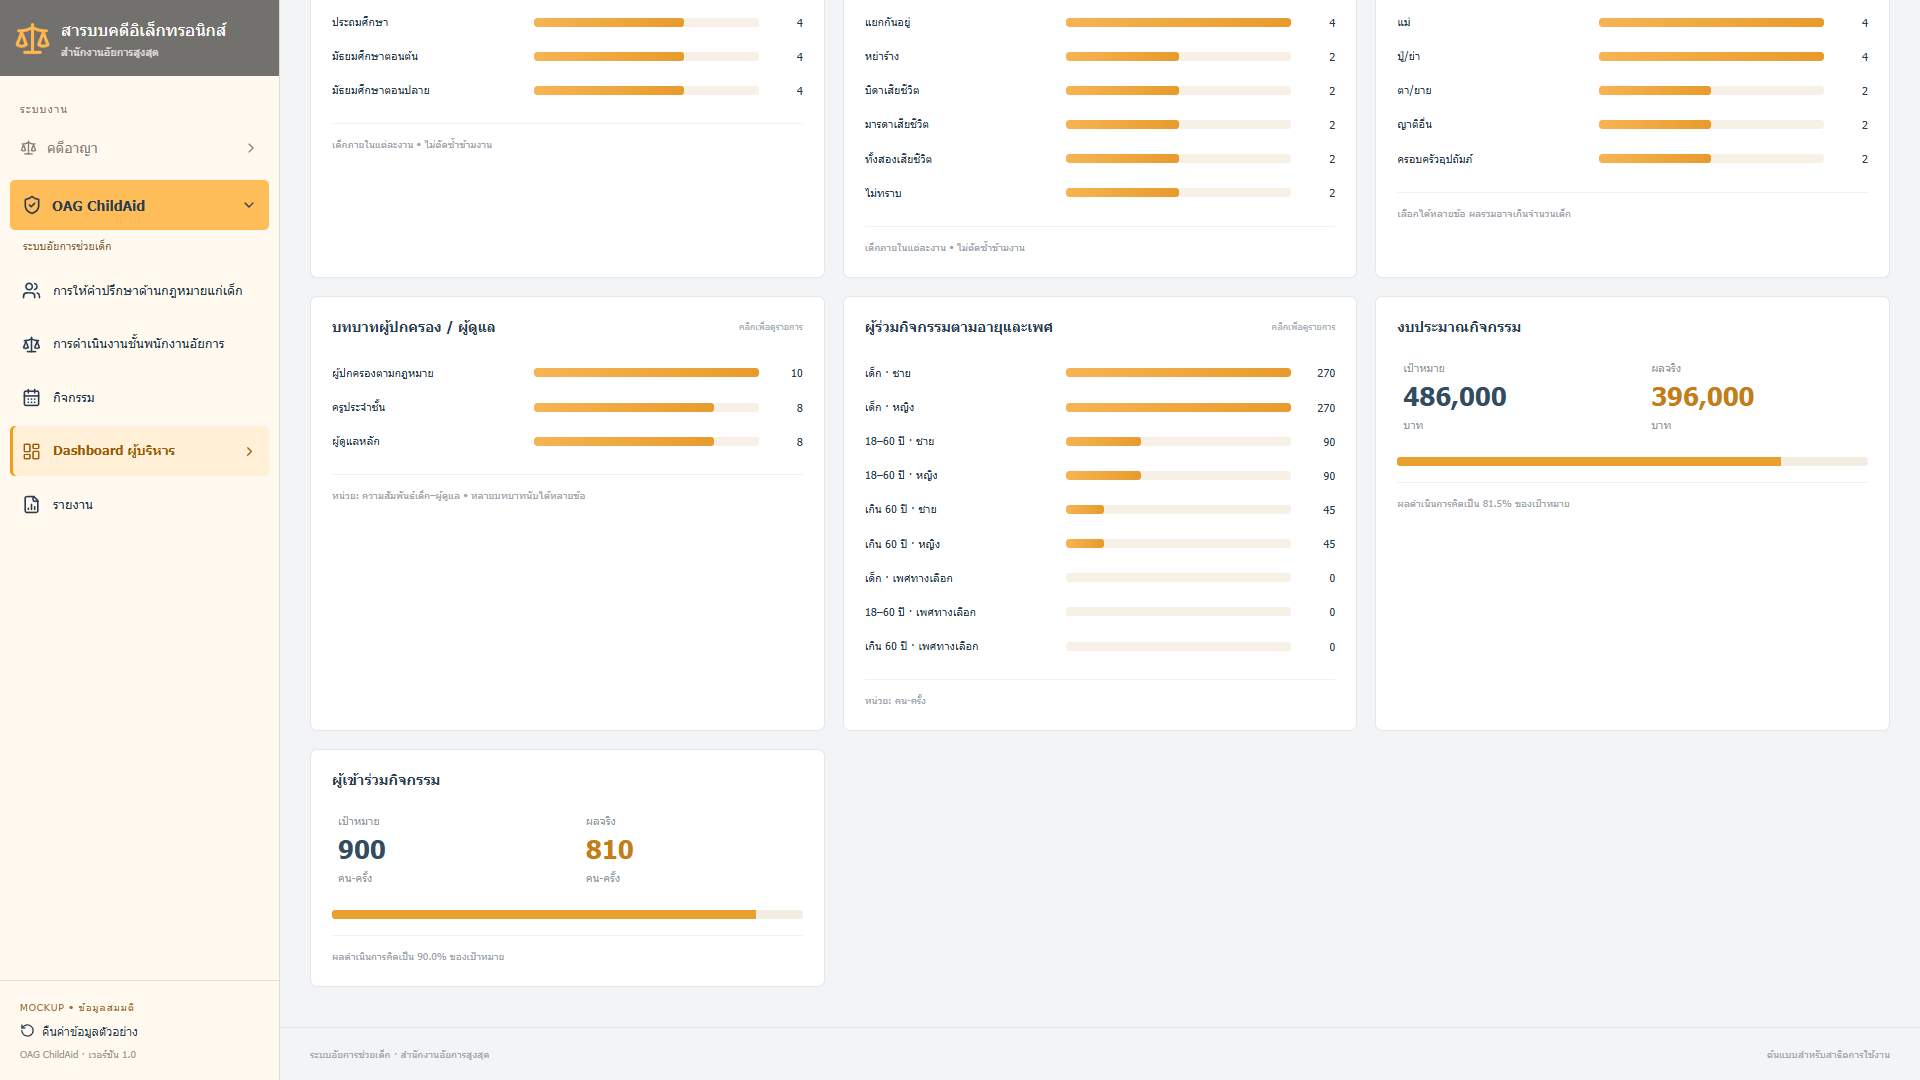 สารบบคดีอิเล็กทรอนิกส์
สำนักงานอัยการสูงสุด
ระบบงาน
คดีอาญา
OAG ChildAid
ระบบอัยการช่วยเด็ก
การให้คำปรึกษาด้านกฎหมายแก่เด็ก
การดำเนินงานชั้นพนักงานอัยการ
กิจกรรม
Dashboard ผู้บริหาร
รายงาน
MOCKUP • ข้อมูลสมมติ
คืนค่าข้อมูลตัวอย่าง
OAG ChildAid · เวอร์ชัน 1.0
ประถมศึกษา 4
มัธยมศึกษาตอนต้น 4
มัธยมศึกษาตอนปลาย 4
เด็กภายในแต่ละงาน • ไม่ตัดซ้ำข้ามงาน
แยกกันอยู่ 4
หย่าร้าง 2
บิดาเสียชีวิต 2
มารดาเสียชีวิต 2
ทั้งสองเสียชีวิต 2
ไม่ทราบ 2
เด็กภายในแต่ละงาน • ไม่ตัดซ้ำข้ามงาน
แม่ 4
ปู่/ย่า 4
ตา/ยาย 2
ญาติอื่น 2
ครอบครัวอุปถัมภ์ 2
เลือกได้หลายข้อ ผลรวมอาจเกินจำนวนเด็ก
บทบาทผู้ปกครอง / ผู้ดูแล คลิกเพื่อดูรายการ
ผู้ปกครองตามกฎหมาย 10
ครูประจำชั้น 8
ผู้ดูแลหลัก 8
หน่วย: ความสัมพันธ์เด็ก–ผู้ดูแล • หลายบทบาทนับได้หลายข้อ
ผู้ร่วมกิจกรรมตามอายุและเพศ คลิกเพื่อดูรายการ
เด็ก · ชาย 270
เด็ก · หญิง 270
18–60 ปี · ชาย 90
18–60 ปี · หญิง 90
เกิน 60 ปี · ชาย 45
เกิน 60 ปี · หญิง 45
เด็ก · เพศทางเลือก 0
18–60 ปี · เพศทางเลือก 0
เกิน 60 ปี · เพศทางเลือก 0
หน่วย: คน-ครั้ง
งบประมาณกิจกรรม
เป้าหมาย ผลจริง
486,000 396,000
บาท บาท
ผลดำเนินการคิดเป็น 81.5% ของเป้าหมาย
ผู้เข้าร่วมกิจกรรม
เป้าหมาย ผลจริง
900 810
คน-ครั้ง คน-ครั้ง
ผลดำเนินการคิดเป็น 90.0% ของเป้าหมาย
ระบบอัยการช่วยเด็ก · สำนักงานอัยการสูงสุด
ต้นแบบสำหรับสาธิตการใช้งาน